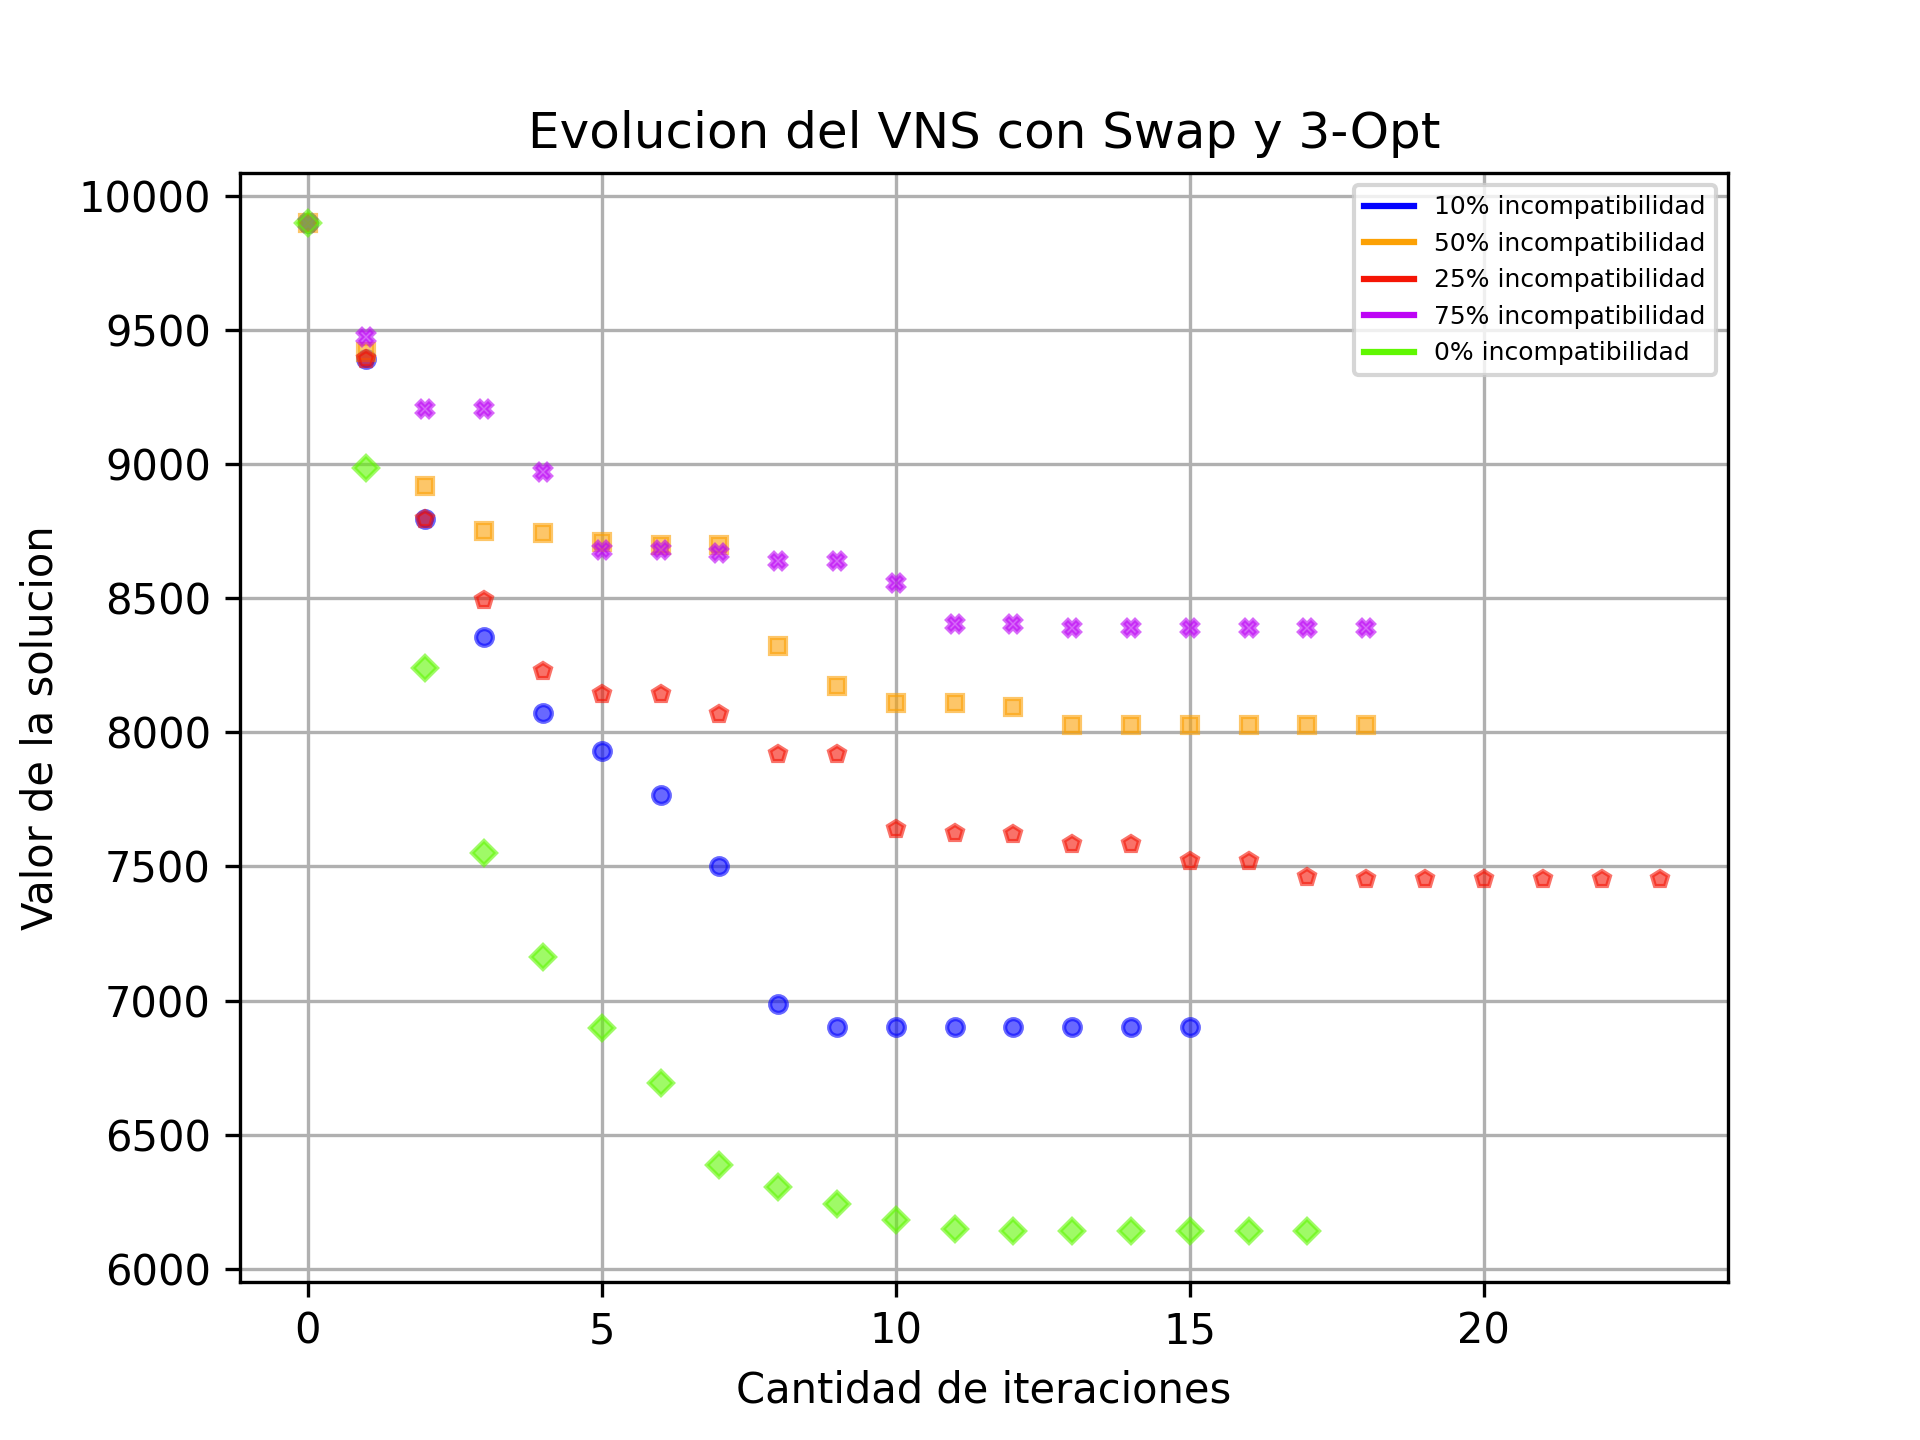 Evolucion del VNS con Swap y 3-Opt
10000
9500
9000
8500
8000
7500
7000
6500
6000
Valor de la solucion
10% incompatibilidad
50% incompatibilidad
25% incompatibilidad
75% incompatibilidad
0% incompatibilidad
0 5 10 15 20
Cantidad de iteraciones